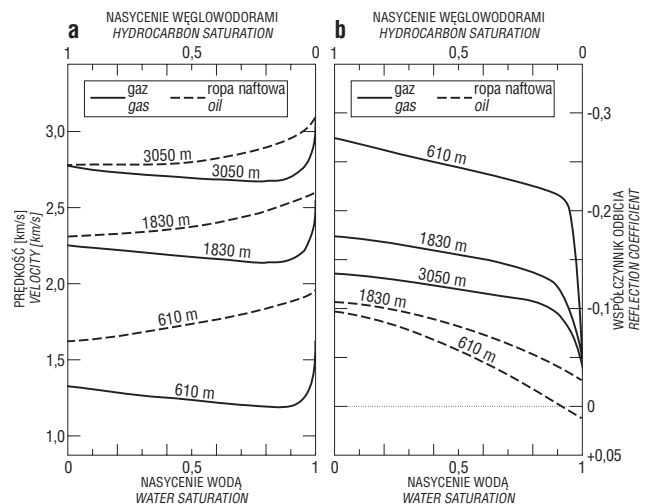 a
NASYCENIE WĘGLOWODORAMI
HYDROCARBON SATURATION
1 0,5 0
gaz
gas
ropa naftowa
oil
3050 m
3050 m
1830 m
1830 m
610 m
610 m
3,0
2,5
2,0
1,5
1,0
PRĘDKOŚĆ [km/s]
VELOCITY [km/s]
0 0,5 1
NASYCENIE WODĄ
WATER SATURATION
b
NASYCENIE WĘGLOWODORAMI
HYDROCARBON SATURATION
1 0,5 0
gaz
gas
ropa naftowa
oil
610 m
1830 m
3050 m
1830 m
610 m
-0,3
-0,2
-0,1
0
+0,05
WSPÓŁCZYNNIK ODBICIA
REFLECTION COEFFICIENT
0 0,5 1
NASYCENIE WODĄ
WATER SATURATION